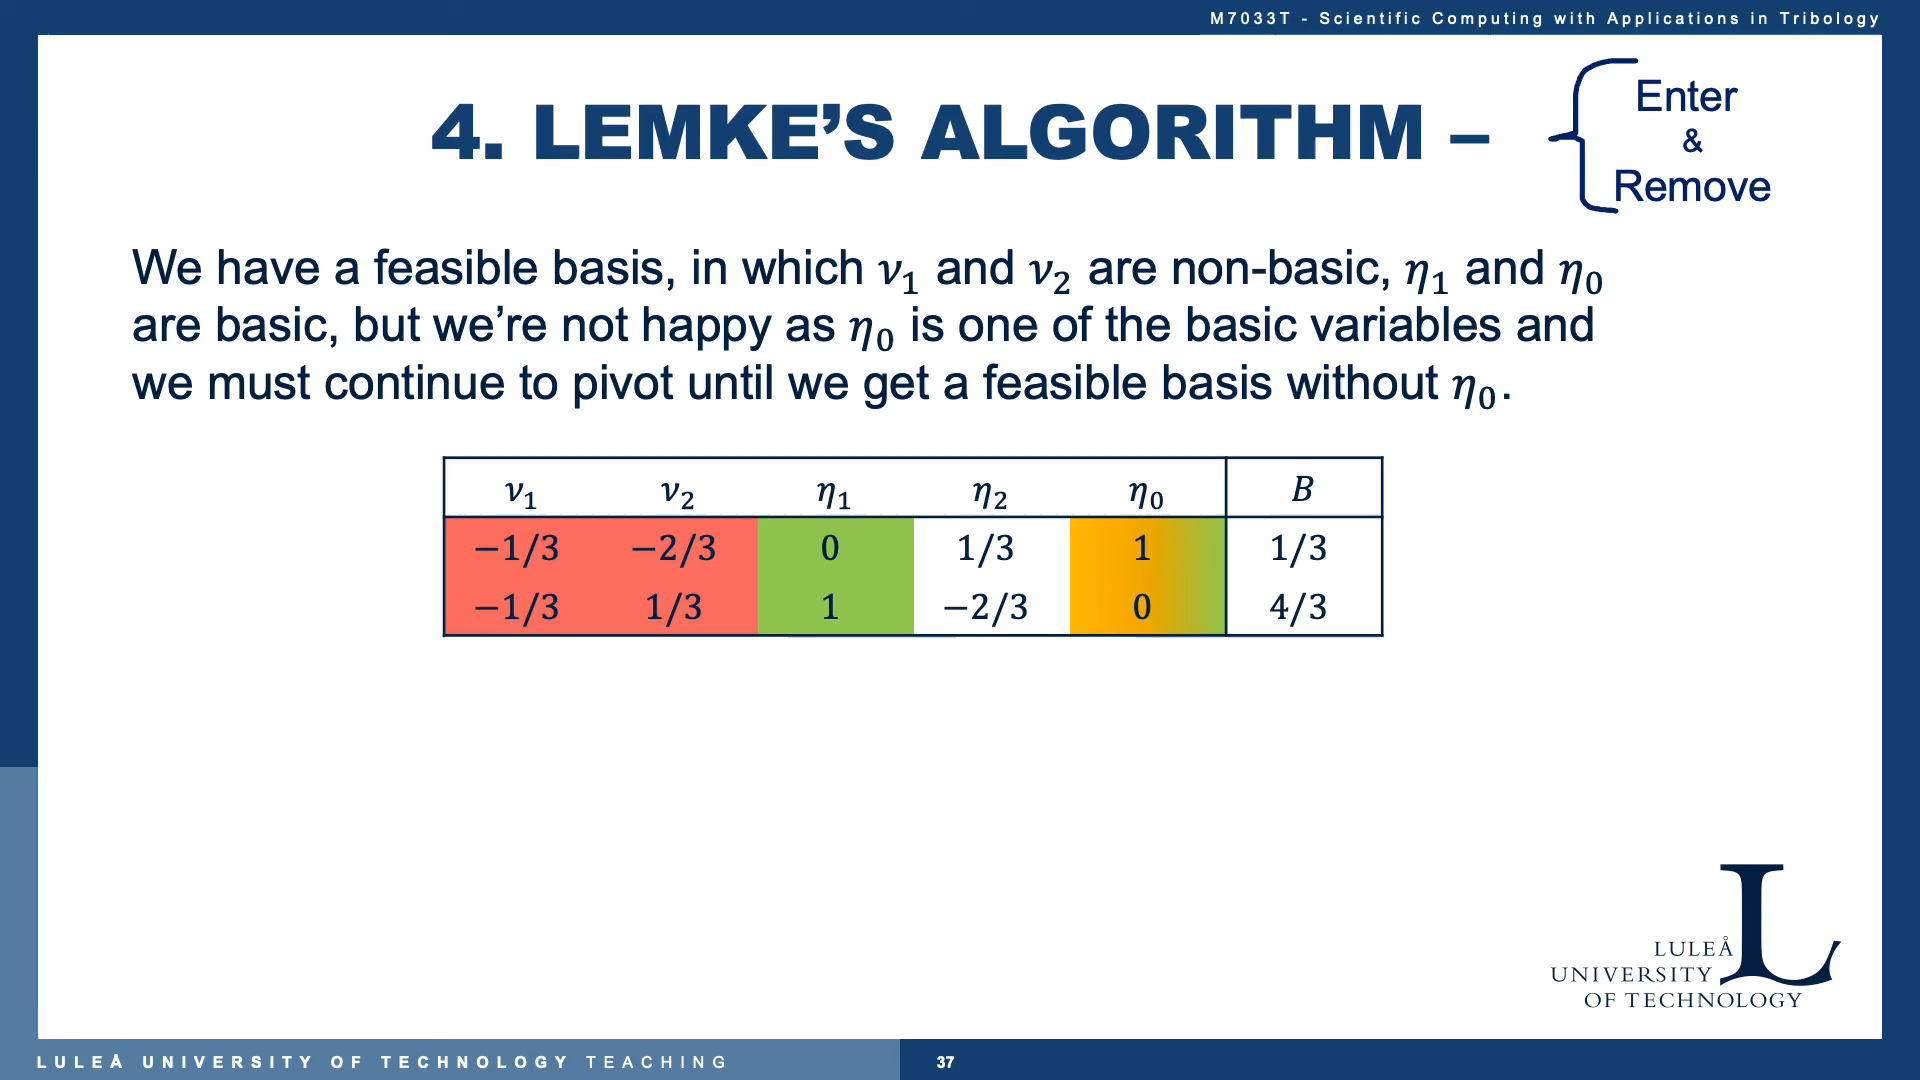 M7033T - Scientific Computing with Applications in Tribology
4. LEMKE’S ALGORITHM –
Enter
&
Remove
We have a feasible basis, in which ν₁ and ν₂ are non-basic, η₁ and η₀
are basic, but we’re not happy as η₀ is one of the basic variables and
we must continue to pivot until we get a feasible basis without η₀.
ν₁ ν₂ η₁ η₂ η₀ B
−1/3 −2/3 0 1/3 1 1/3
−1/3 1/3 1 −2/3 0 4/3
LULEÅ
UNIVERSITY
OF TECHNOLOGY
LULEÅ UNIVERSITY OF TECHNOLOGY TEACHING
37